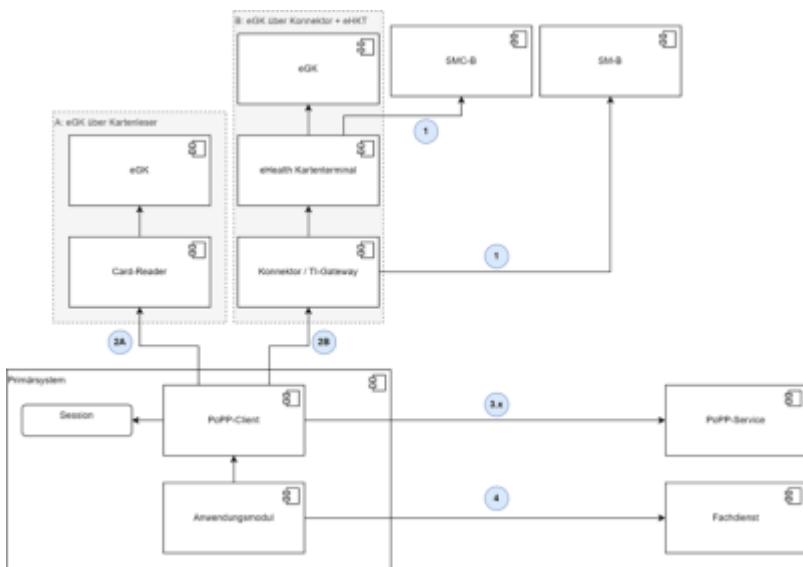 B: eGK über Konnektor + eHKT
eGK
SMC-B
SM-B
1
A: eGK über Kartenleser
eGK
eHealth Kartenterminal
Card-Reader
Konnektor / TI-Gateway
1
2A
2B
Primärsystem
Session
PoPP-Client
3.x
PoPP-Service
Anwendungsmodul
4
Fachdienst